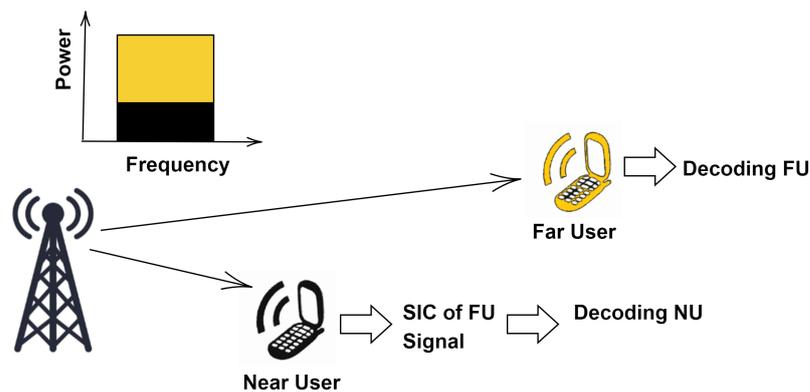 Power
Frequency
Decoding FU
Far User
SIC of FU
Signal
Decoding NU
Near User